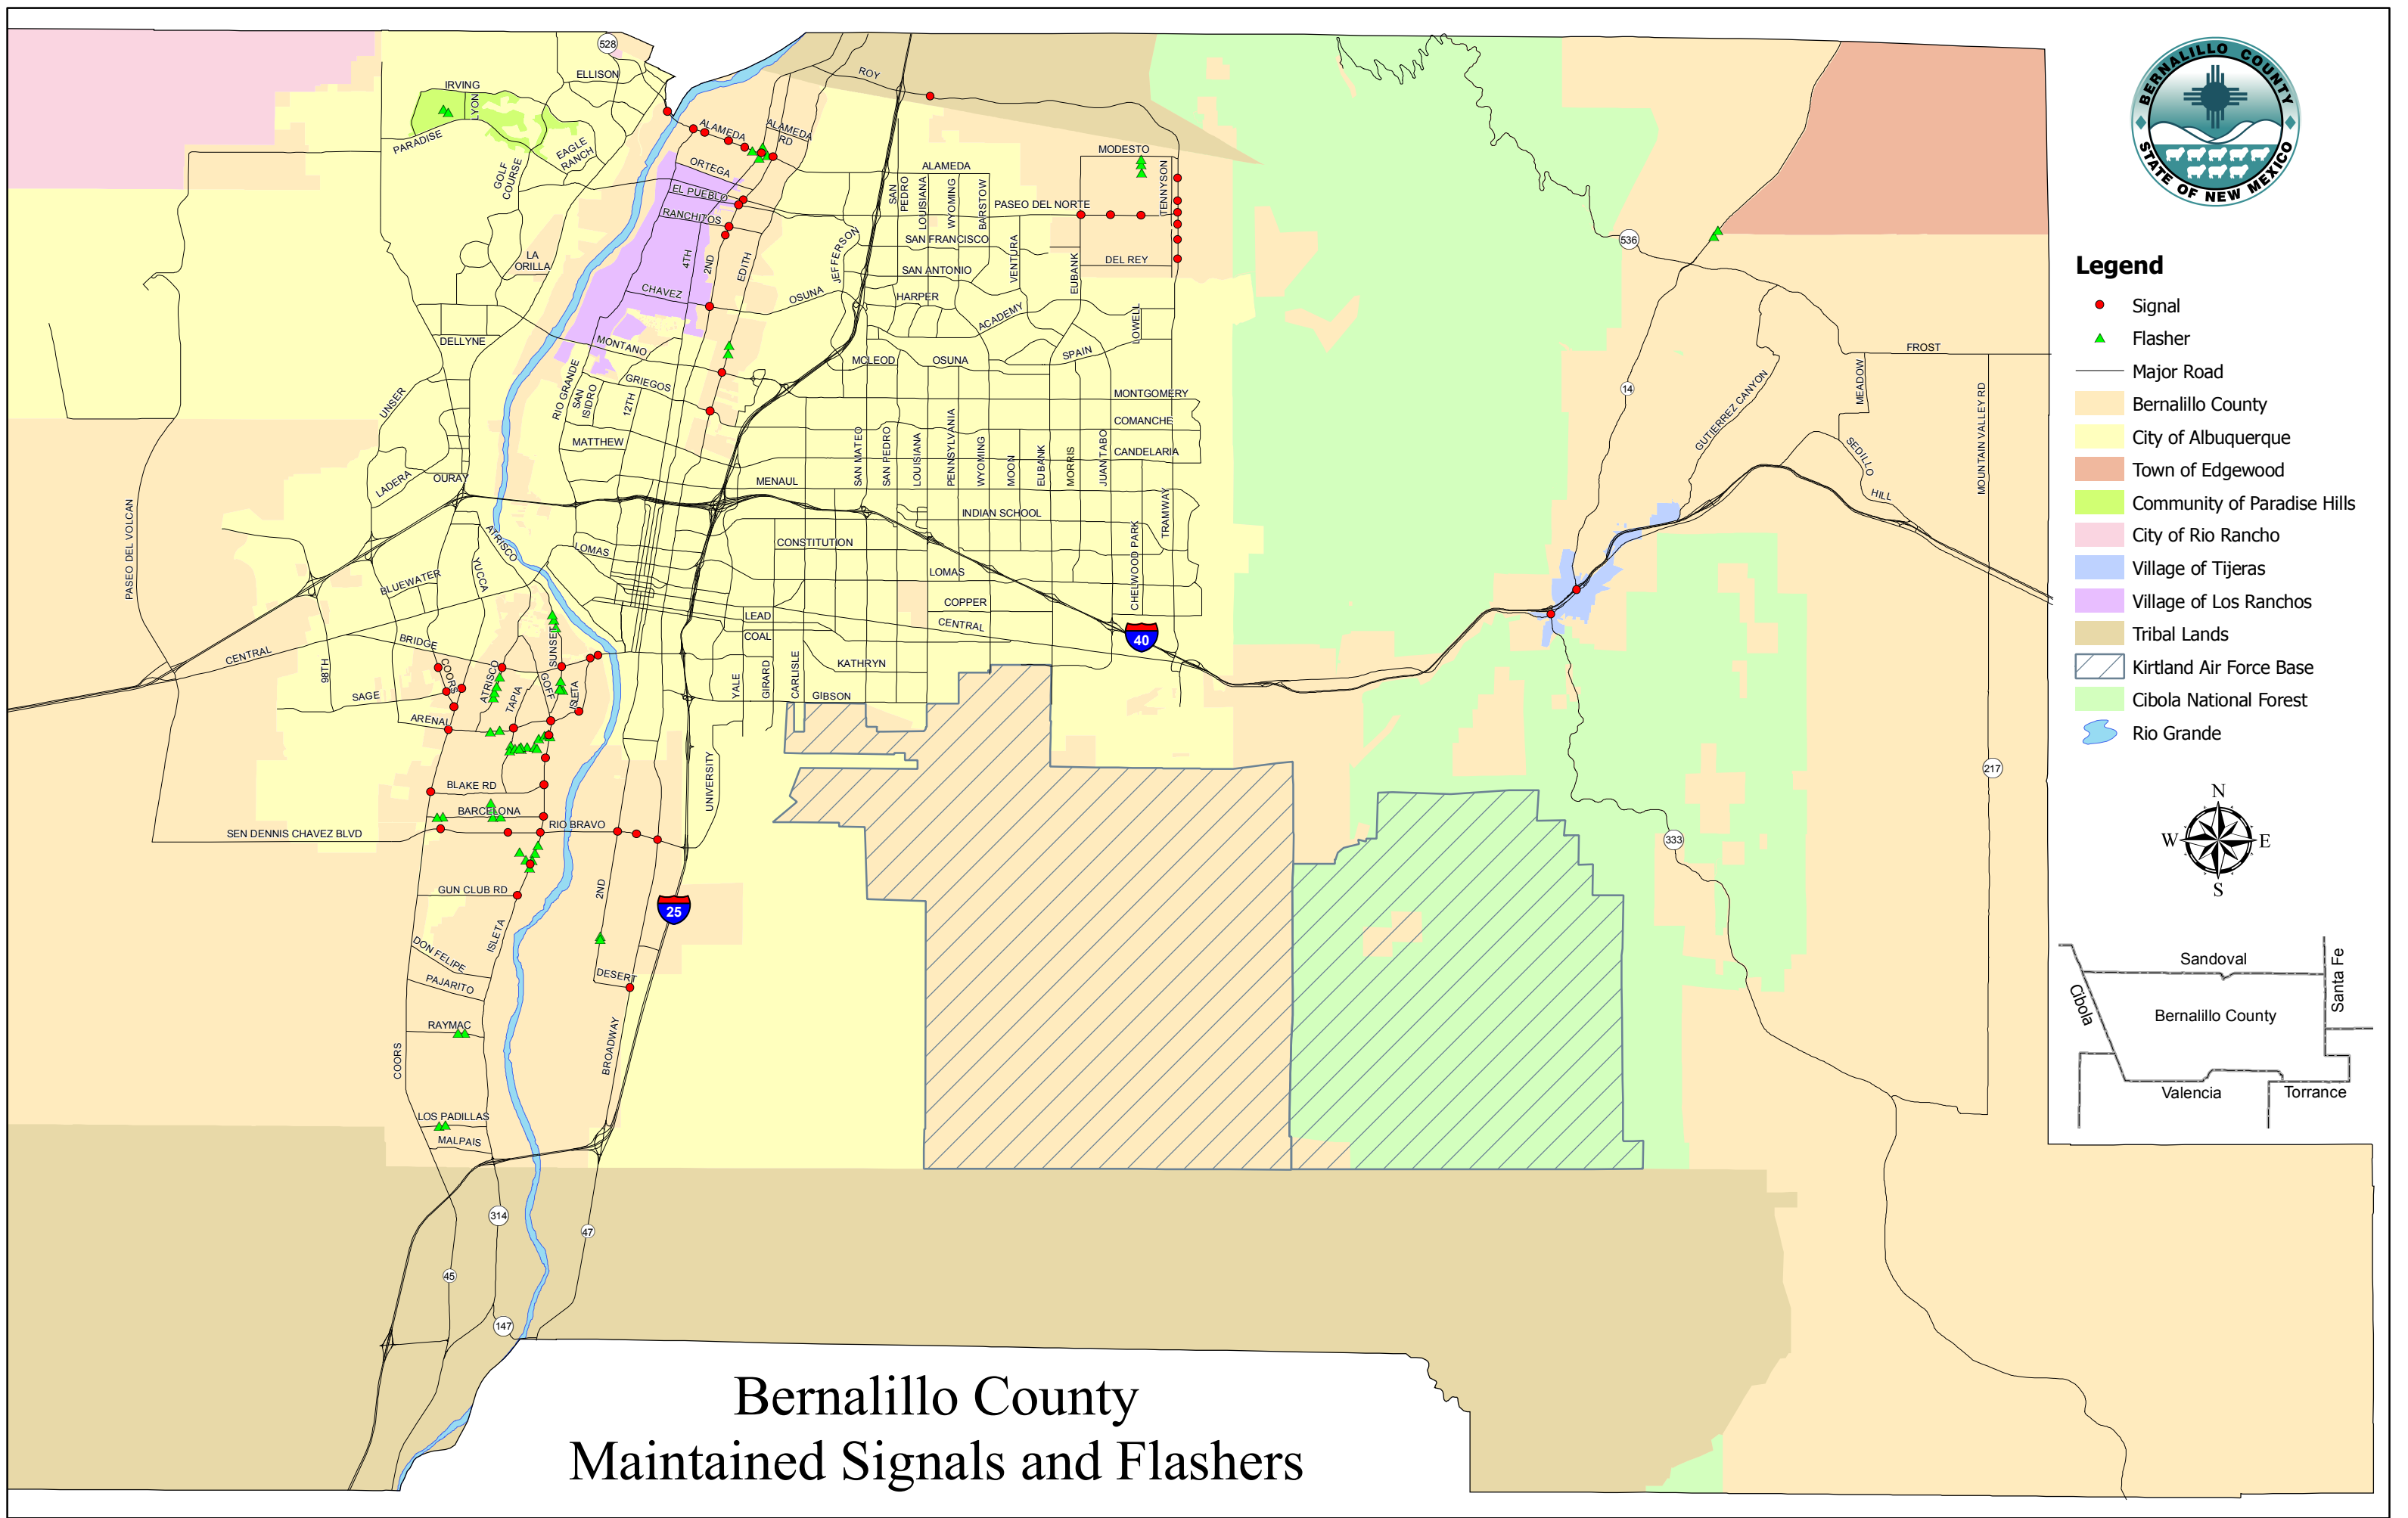 528
ELLISON
IRVING
LYON
PARADISE
EAGLE
RANCH
GOLF
COURSE
LA
ORILLA
DELLYNE
UNSER
LADERA
OURAY
ROY
ALAMEDA
ALAMEDA
RD
ORTEGA
EL PUEBLO
RANCHITOS
4TH
2ND
EDITH
CHAVEZ
MONTANO
GRIEGOS
RIO GRANDE
SAN
ISIDRO
12TH
MATTHEW
JEFFERSON
OSUNA
ALAMEDA
SAN
PEDRO
LOUISIANA
WYOMING
BARSTOW
PASEO DEL NORTE
SAN FRANCISCO
SAN ANTONIO
VENTURA
HARPER
ACADEMY
MODESTO
TENNYSON
DEL REY
EUBANK
LOWELL
MCLEOD
OSUNA
SPAIN
MONTGOMERY
COMANCHE
CANDELARIA
SAN MATEO
SAN PEDRO
LOUISIANA
PENNSYLVANIA
WYOMING
MOON
EUBANK
MORRIS
JUAN TABO
MENAUL
TRAMWAY
INDIAN SCHOOL
CHELWOOD PARK
CONSTITUTION
LOMAS
LOMAS
COPPER
CENTRAL
LEAD
COAL
KATHRYN
YALE
GIRARD
CARLISLE
GIBSON
UNIVERSITY
40
PASEO DEL VOLCAN
ATRISCO
YUCCA
BLUEWATER
BRIDGE
CENTRAL
98TH
SAGE
COORS
ATRISCO
TAPIA
SUNSET
GOFF
ISLETA
ARENAL
BLAKE RD
BARCELONA
RIO BRAVO
SEN DENNIS CHAVEZ BLVD
GUN CLUB RD
2ND
25
ISLETA
DON FELIPE
PAJARITO
DESERT
RAYMAC
COORS
BROADWAY
LOS PADILLAS
MALPAIS
314
47
45
147
536
14
GUTIERREZ CANYON
FROST
MEADOW
MOUNTAIN VALLEY RD
SEDILLO
HILL
217
333
BERNALILLO COUNTY
STATE OF NEW MEXICO
Legend
Signal
Flasher
Major Road
Bernalillo County
City of Albuquerque
Town of Edgewood
Community of Paradise Hills
City of Rio Rancho
Village of Tijeras
Village of Los Ranchos
Tribal Lands
Kirtland Air Force Base
Cibola National Forest
Rio Grande
N
W
E
S
Sandoval
Santa Fe
Cibola
Bernalillo County
Valencia
Torrance
Bernalillo County
Maintained Signals and Flashers